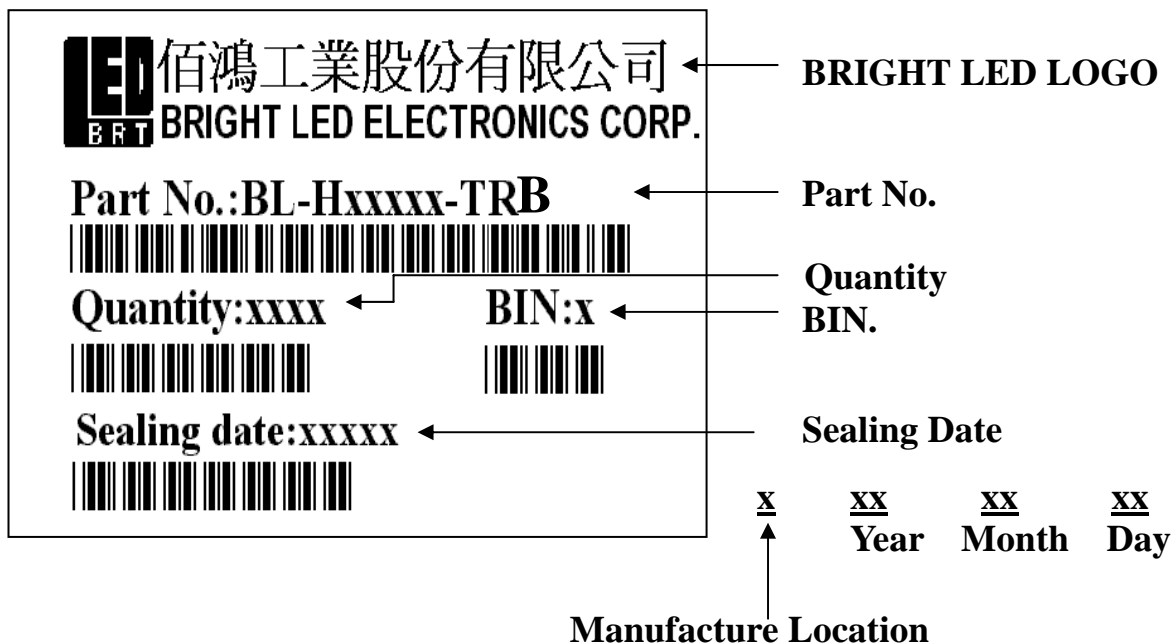 LED 佰鴻工業股份有限公司
BRT BRIGHT LED ELECTRONICS CORP.
BRIGHT LED LOGO
Part No.:BL-Hxxxxx-TRB
Part No.
Quantity:xxxx
BIN:x
Quantity
BIN.
Sealing date:xxxxx
Sealing Date
x xx xx xx
Year Month Day
Manufacture Location